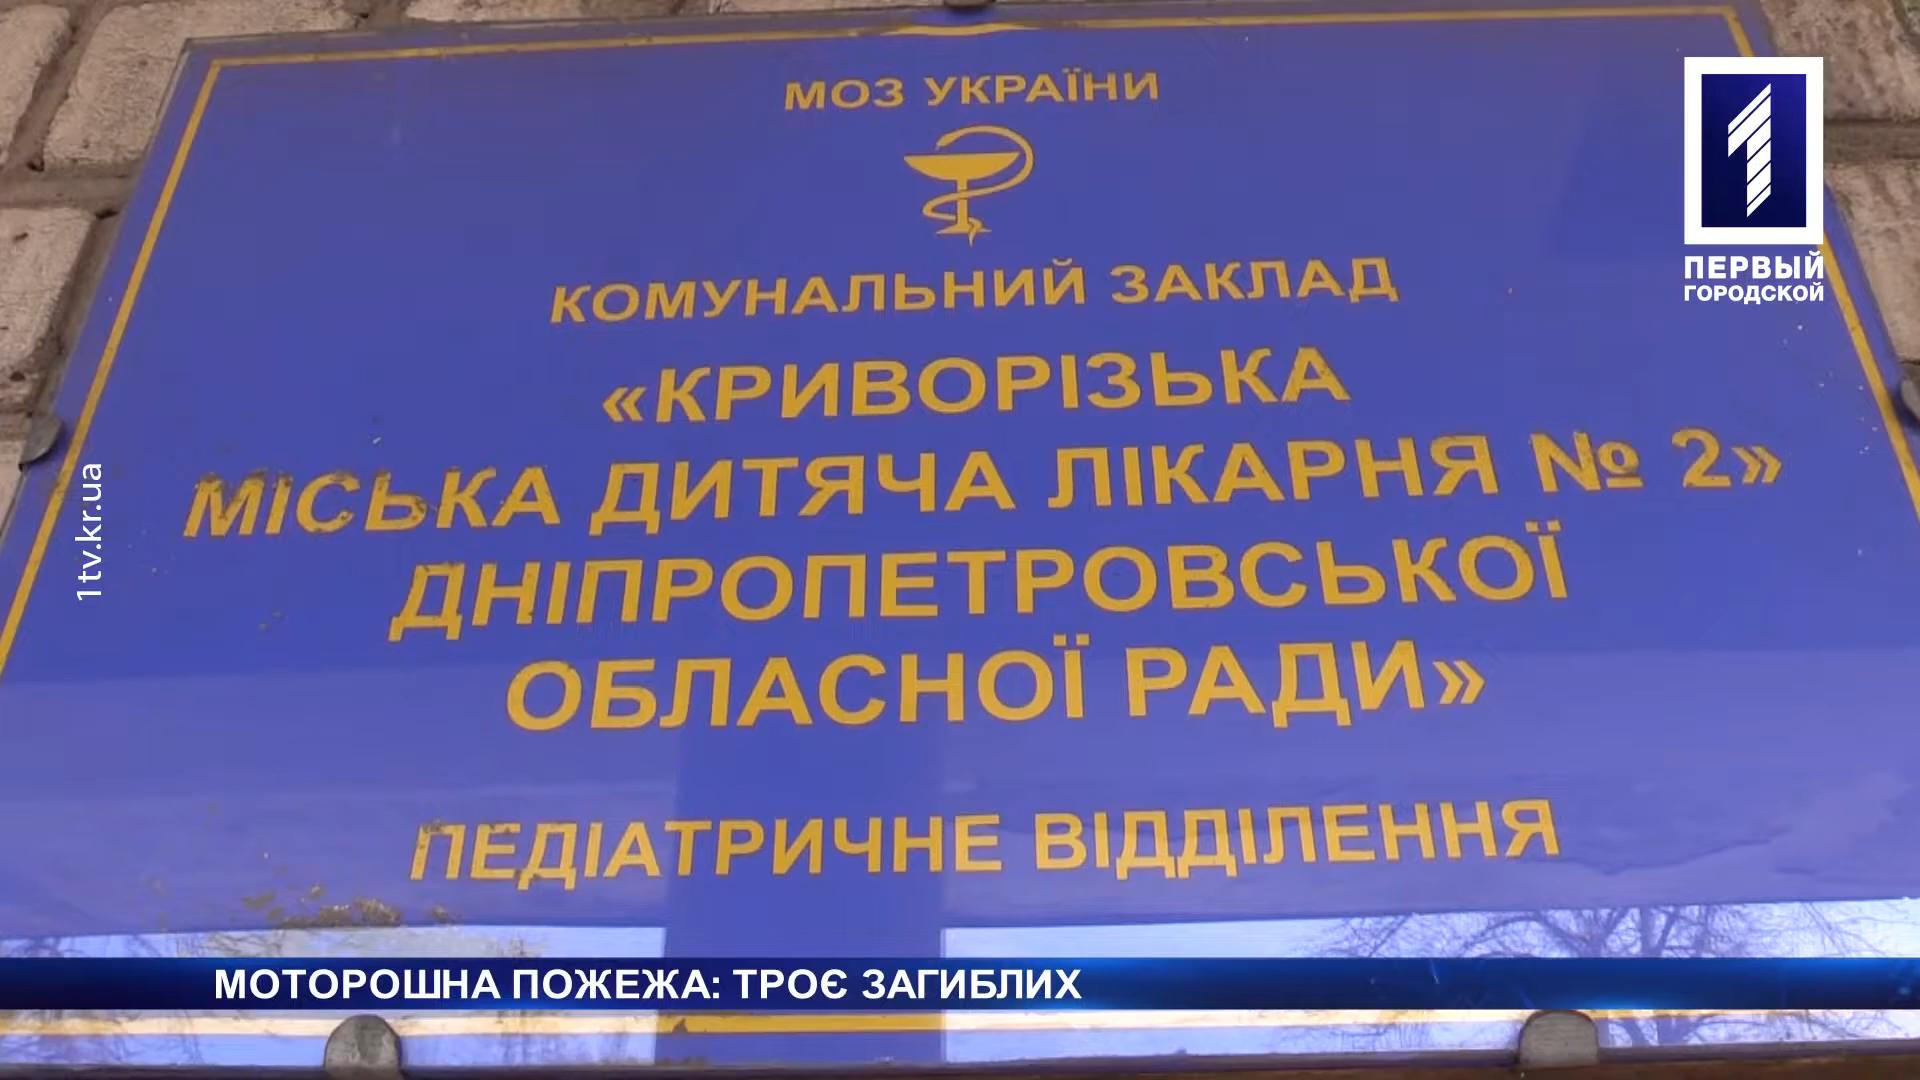 МОЗ УКРАЇНИ
КОМУНАЛЬНИЙ ЗАКЛАД
«КРИВОРІЗЬКА
МІСЬКА ДИТЯЧА ЛІКАРНЯ № 2»
ДНІПРОПЕТРОВСЬКОЇ
ОБЛАСНОЇ РАДИ»
ПЕДІАТРИЧНЕ ВІДДІЛЕННЯ
1
ПЕРВЫЙ
ГОРОДСКОЙ
1tv.kr.ua
МОТОРОШНА ПОЖЕЖА: ТРОЄ ЗАГИБЛИХ